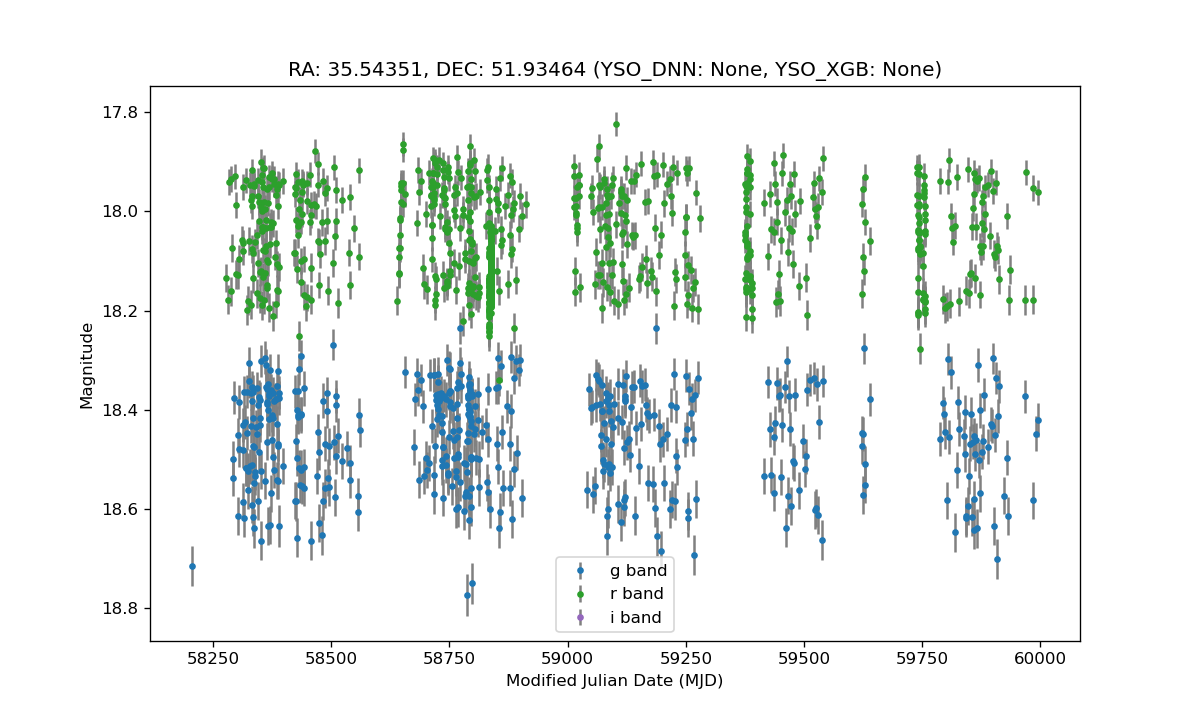 RA: 35.54351, DEC: 51.93464 (YSO_DNN: None, YSO_XGB: None)
17.8
18.0
18.2
18.4
18.6
18.8
Magnitude
g band
r band
i band
58250 58500 58750 59000 59250 59500 59750 60000
Modified Julian Date (MJD)